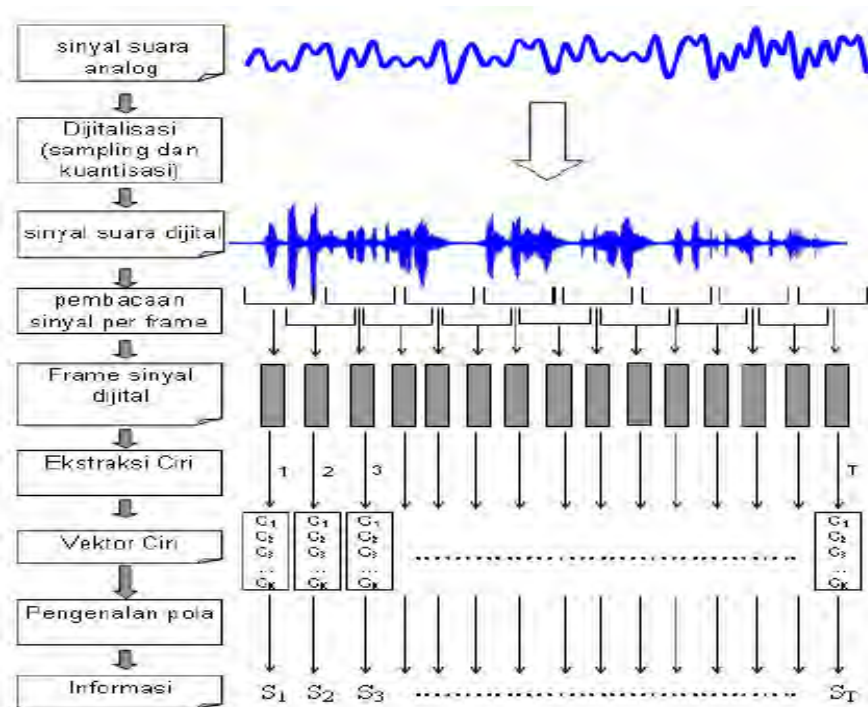 sinyal suara
analog
Dijitalisasi
(sampling dan
kuantisasi)
sinyal suara dijital
pembacaan
sinyal per frame
Frame sinyal
dijital
Ekstraksi Ciri
1 2 3 T
Vektor Ciri
C1 C1 C1 C1
C2 C2 C2 C2
C3 C3 C3 C3
... ... ... ...
CK CK CK CK
Pengenalan pola
Informasi
S1 S2 S3 ST